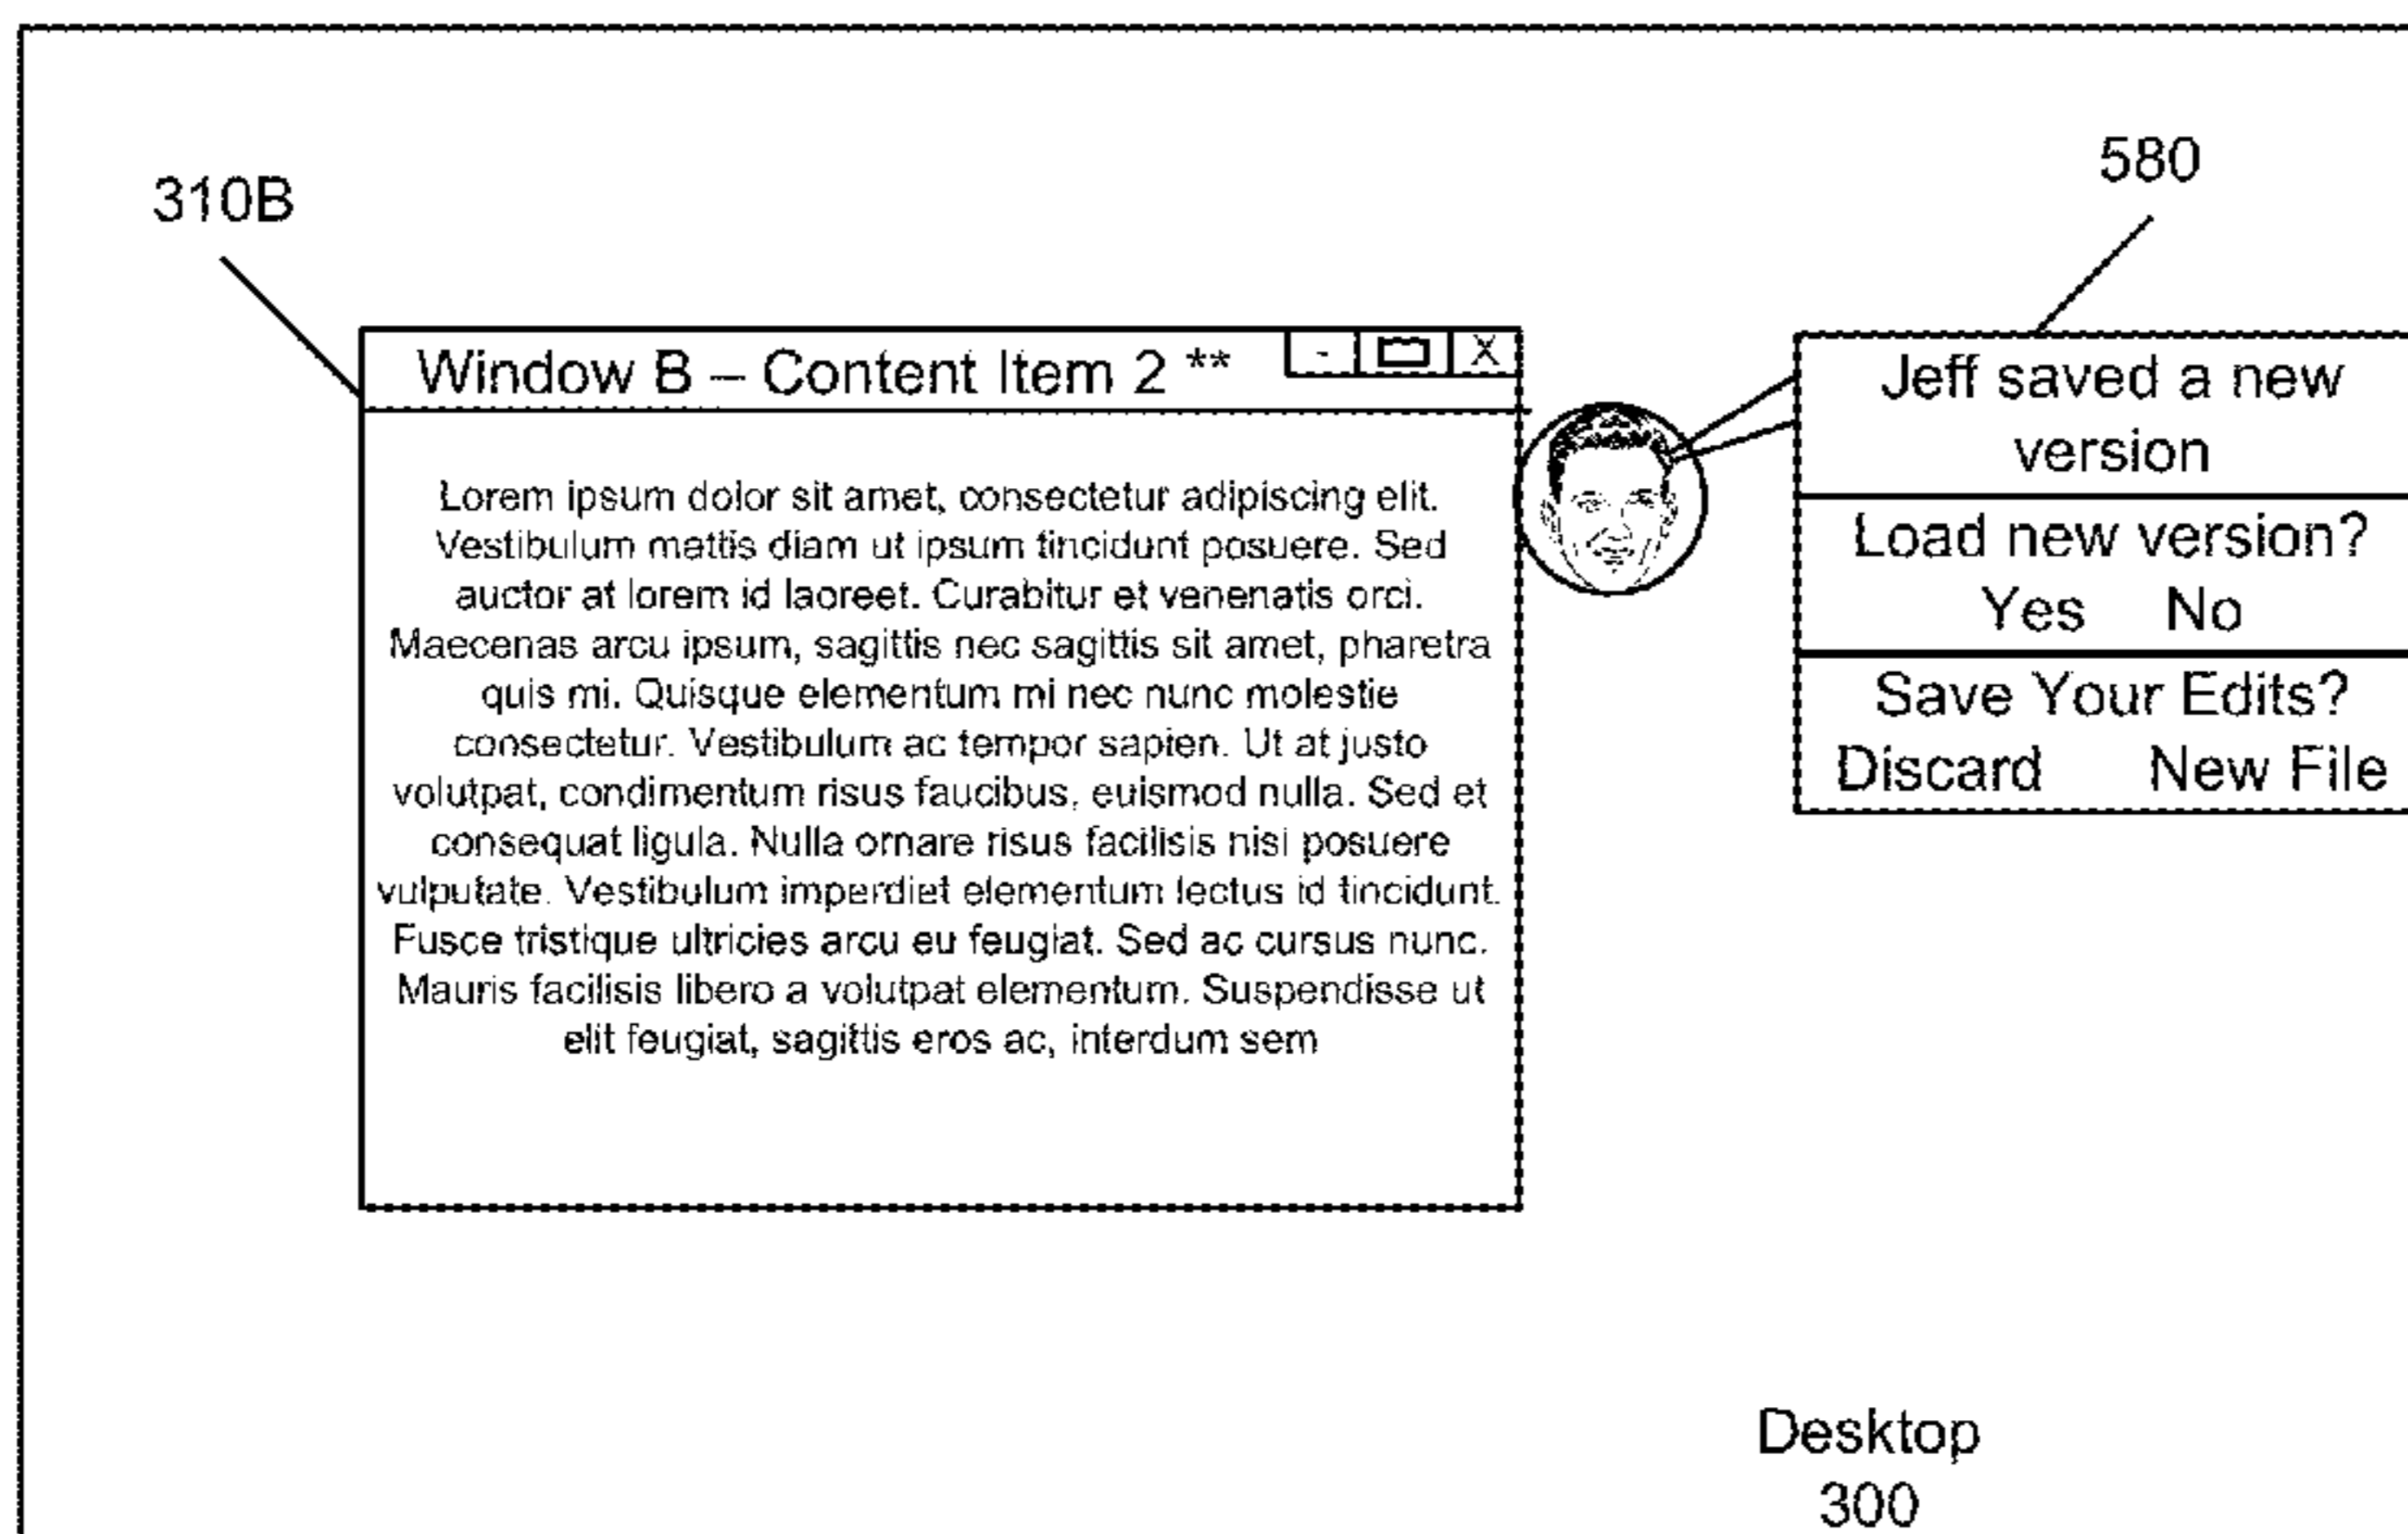 310B
580
Window B – Content Item 2 **
- X
Lorem ipsum dolor sit amet, consectetur adipiscing elit.
Vestibulum mattis diam ut ipsum tincidunt posuere. Sed
auctor at lorem id laoreet. Curabitur et venenatis orci.
Maecenas arcu ipsum, sagittis nec sagittis sit amet, pharetra
quis mi. Quisque elementum mi nec nunc molestie
consectetur. Vestibulum ac tempor sapien. Ut at justo
volutpat, condimentum risus faucibus, euismod nulla. Sed et
consequat ligula. Nulla ornare risus facilisis nisi posuere
vulputate. Vestibulum imperdiet elementum lectus id tincidunt.
Fusce tristique ultricies arcu eu feugiat. Sed ac cursus nunc.
Mauris facilisis libero a volutpat elementum. Suspendisse ut
elit feugiat, sagittis eros ac, interdum sem
Jeff saved a new
version
Load new version?
Yes No
Save Your Edits?
Discard New File
Desktop
300